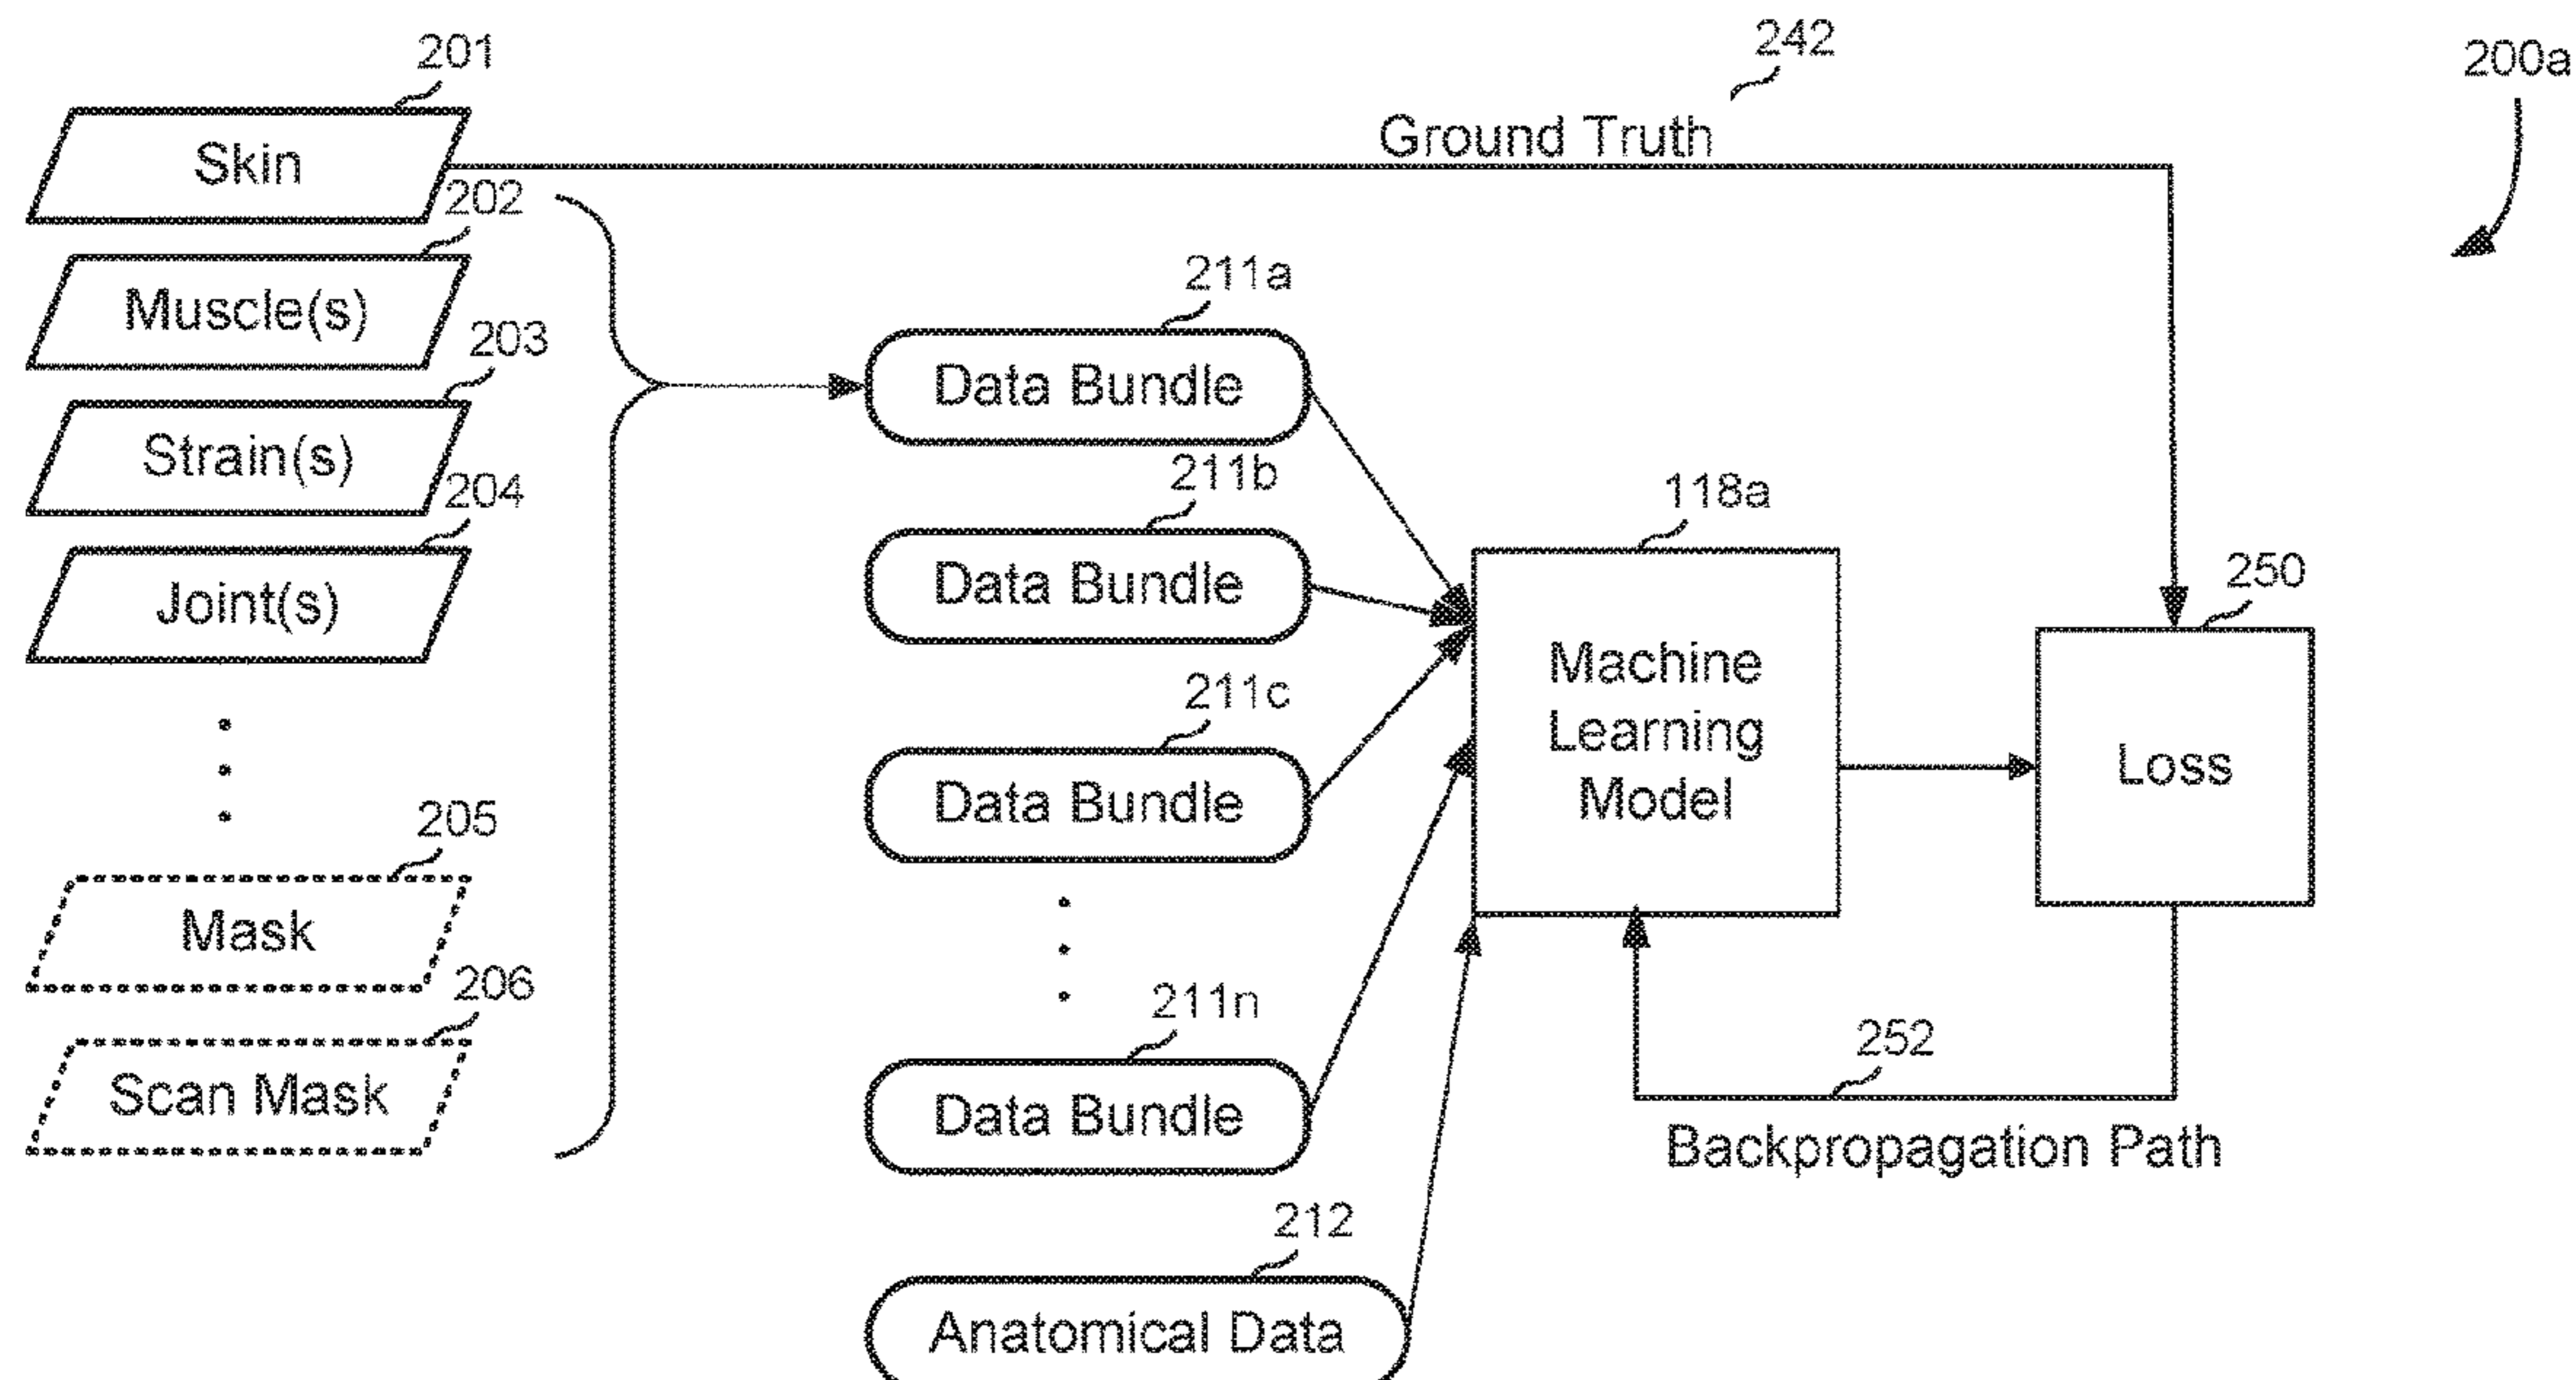 201
242
200a
Ground Truth
Skin
202
Muscle(s)
203
211a
Data Bundle
Strain(s)
204
211b
118a
Joint(s)
Data Bundle
250
211c
Machine
Learning
Model
Loss
Data Bundle
205
Mask
206
211n
252
Scan Mask
Data Bundle
Backpropagation Path
212
Anatomical Data